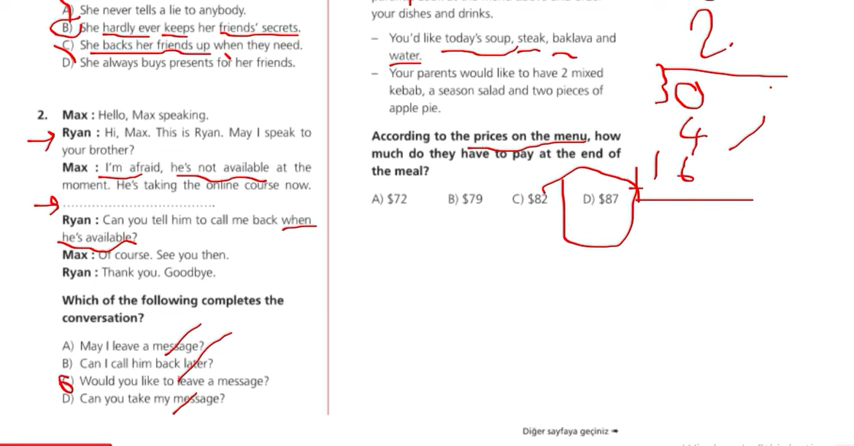 A) She never tells a lie to anybody.
B) She hardly ever keeps her friends' secrets.
C) She backs her friends up when they need.
D) She always buys presents for her friends.
2. Max : Hello, Max speaking.
Ryan : Hi, Max. This is Ryan. May I speak to
your brother?
Max : I'm afraid, he's not available at the
moment. He's taking the online course now.
.............................................
Ryan : Can you tell him to call me back when
he's available?
Max : Of course. See you then.
Ryan : Thank you. Goodbye.
Which of the following completes the
conversation?
A) May I leave a message?
B) Can I call him back later?
C) Would you like to leave a message?
D) Can you take my message?
your dishes and drinks.
– You'd like today's soup, steak, baklava and
water.
– Your parents would like to have 2 mixed
kebab, a season salad and two pieces of
apple pie.
According to the prices on the menu, how
much do they have to pay at the end of
the meal?
A) $72 B) $79 C) $82 D) $87
2.
30
4
16
+
Diğer sayfaya geçiniz